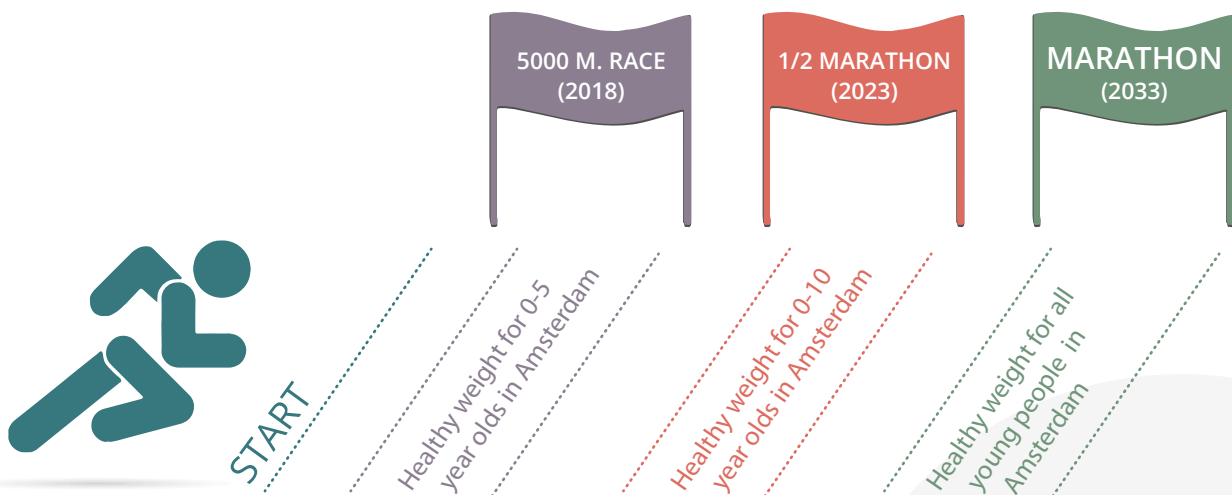 5000 M. RACE
(2018)
1/2 MARATHON
(2023)
MARATHON
(2033)
START
Healthy weight for 0-5
year olds in Amsterdam
Healthy weight for 0-10
year olds in Amsterdam
Healthy weight for all
young people in
Amsterdam